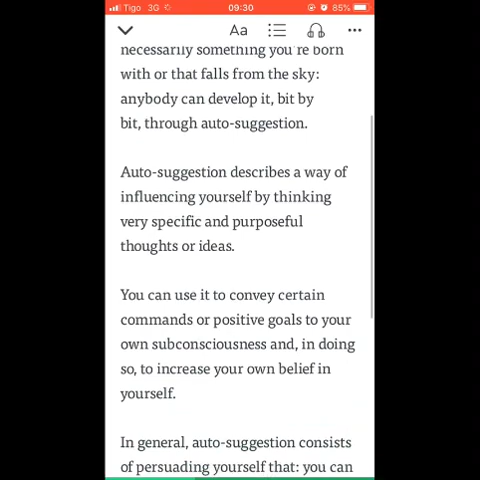 Tigo 3G 09:30 85%
Aa
necessarily something you're born
with or that falls from the sky:
anybody can develop it, bit by
bit, through auto-suggestion.
Auto-suggestion describes a way of
influencing yourself by thinking
very specific and purposeful
thoughts or ideas.
You can use it to convey certain
commands or positive goals to your
own subconsciousness and, in doing
so, to increase your own belief in
yourself.
In general, auto-suggestion consists
of persuading yourself that: you can